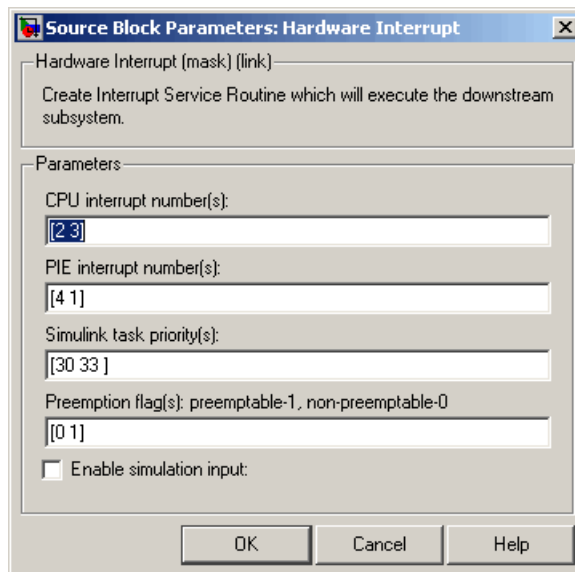 Source Block Parameters: Hardware Interrupt
Hardware Interrupt (mask) (link)
Create Interrupt Service Routine which will execute the downstream
subsystem.
Parameters
CPU interrupt number(s):
[2 3]
PIE interrupt number(s):
[4 1]
Simulink task priority(s):
[30 33 ]
Preemption flag(s): preemptable-1, non-preemptable-0
[0 1]
Enable simulation input:
OK Cancel Help